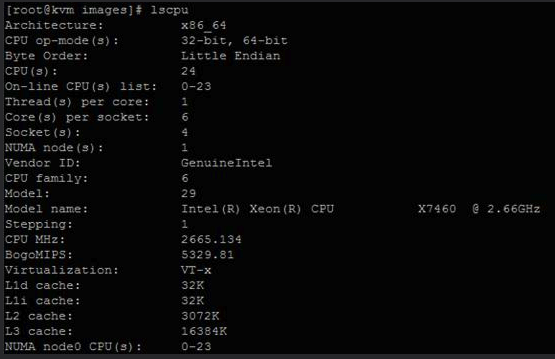 [root@kvm images]# lscpu
Architecture:          x86_64
CPU op-mode(s):        32-bit, 64-bit
Byte Order:            Little Endian
CPU(s):                24
On-line CPU(s) list:   0-23
Thread(s) per core:    1
Core(s) per socket:    6
Socket(s):             4
NUMA node(s):          1
Vendor ID:             GenuineIntel
CPU family:            6
Model:                 29
Model name:            Intel(R) Xeon(R) CPU           X7460  @ 2.66GHz
Stepping:              1
CPU MHz:               2665.134
BogoMIPS:              5329.81
Virtualization:        VT-x
L1d cache:             32K
L1i cache:             32K
L2 cache:              3072K
L3 cache:              16384K
NUMA node0 CPU(s):     0-23